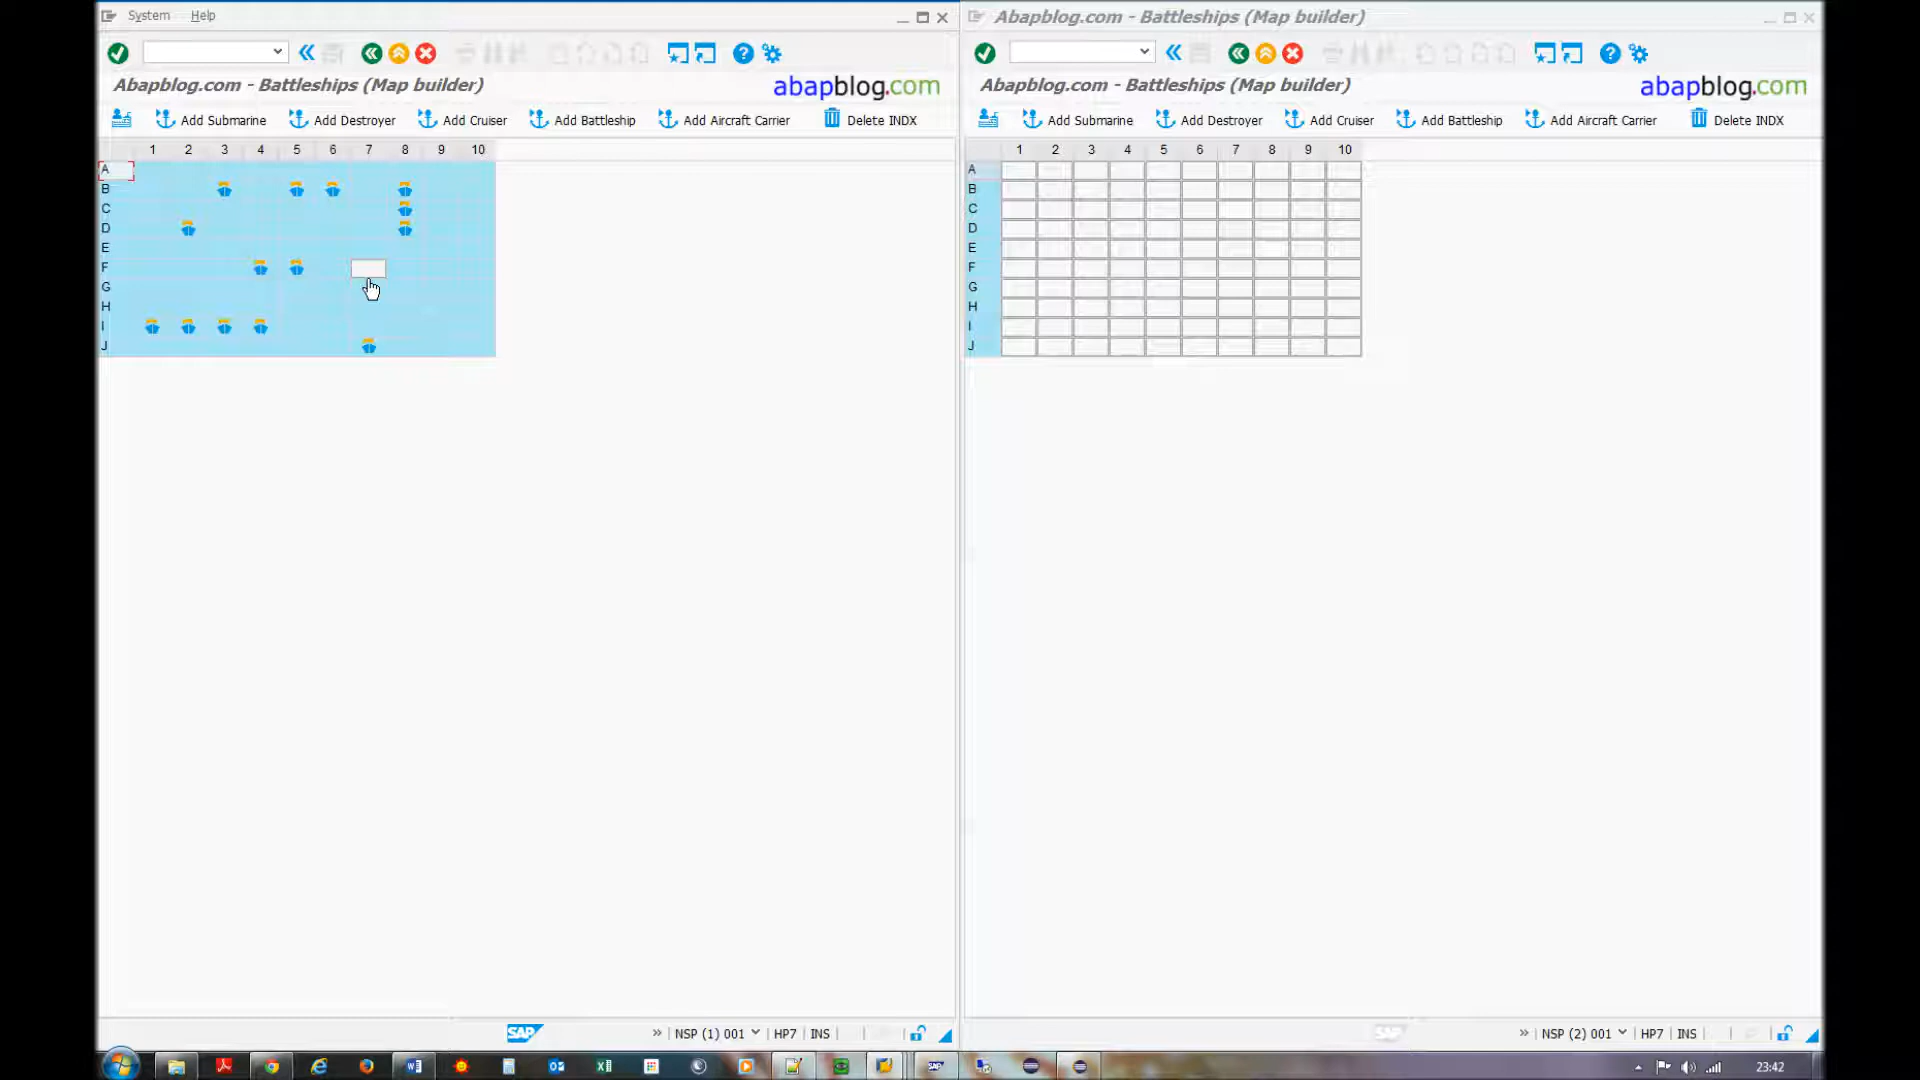 System Help
Abapblog.com - Battleships (Map builder)
abapblog.com
Add Submarine Add Destroyer Add Cruiser Add Battleship Add Aircraft Carrier Delete INDX
1 2 3 4 5 6 7 8 9 10
A
B
C
D
E
F
G
H
I
J
SAP
» NSP (1) 001 HP7 INS
Abapblog.com - Battleships (Map builder)
Abapblog.com - Battleships (Map builder)
abapblog.com
Add Submarine Add Destroyer Add Cruiser Add Battleship Add Aircraft Carrier Delete INDX
1 2 3 4 5 6 7 8 9 10
A
B
C
D
E
F
G
H
I
J
SAP
» NSP (2) 001 HP7 INS
23:42